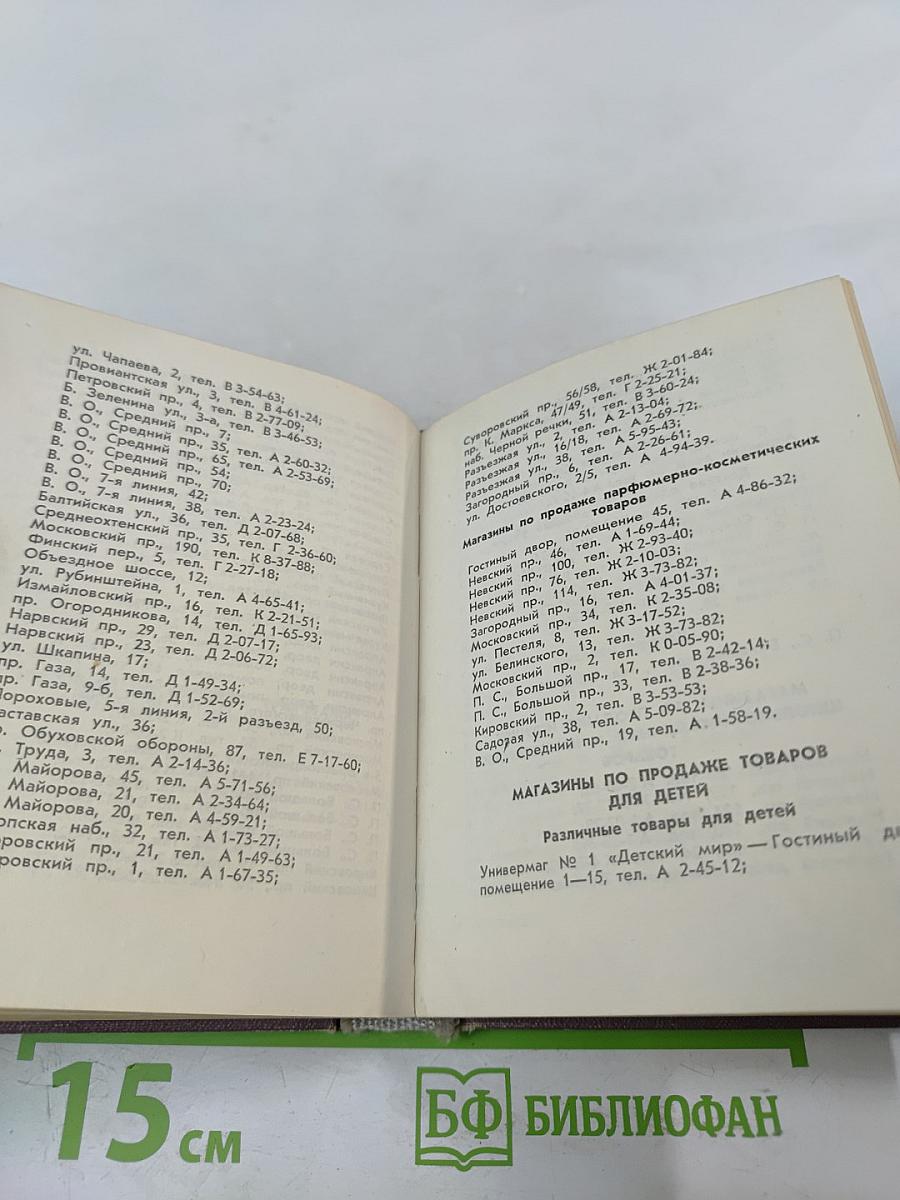 ул. Чапаева, 2, тел. В 3-54-63;
Провиантская ул., 3, тел. В 4-61-24;
Петровский пр., 4, тел. В 2-77-09;
Б. Зеленина ул., 3-а, тел. В 3-46-53;
В. О., Средний пр., 7;
В. О., Средний пр., 35, тел. А 2-60-32;
В. О., Средний пр., 65, тел. А 2-53-69;
В. О., Средний пр., 54;
В. О., Средний пр., 70;
В. О., 7-я линия, 42;
В. О., 7-я линия, 38, тел. А 2-23-24;
Балтийская ул., 36, тел. Д 2-07-68;
Среднеохтенский пр., 35, тел. Г 2-36-60;
Московский пр., 190, тел. К 8-37-88;
Финский пер., 5, тел. Г 2-27-18;
Объездное шоссе, 12;
ул. Рубинштейна, 1, тел. А 4-65-41;
Измайловский пр., 16, тел. К 2-21-51;
пр. Огородникова, 14, тел. Д 1-65-93;
Нарвский пр., 29, тел. Д 2-07-17;
Нарвский пр., 23, тел. Д 2-06-72;
ул. Шкапина, 17;
пр. Газа, 14, тел. Д 1-49-34;
пр. Газа, 9-б, тел. Д 1-52-69;
Пороховые, 5-я линия, 2-й разъезд, 50;
аставская ул., 36;
р. Обуховской обороны, 87, тел. Е 7-17-60;
. Труда, 3, тел. А 2-14-36;
Майорова, 45, тел. А 5-71-56;
Майорова, 21, тел. А 2-34-64;
Майорова, 20, тел. А 4-59-21;
опская наб., 32, тел. А 1-73-27;
оровский пр., 21, тел. А 1-49-63;
ровский пр., 1, тел. А 1-67-35;
Суворовский пр., 56/58, тел. Ж 2-01-84;
пр. К. Маркса, 47/49, тел. Г 2-25-21;
наб. Черной речки, 51, тел. В 3-60-24;
Разъезжая ул., 2, тел. А 2-13-04;
Разъезжая ул., 16/18, тел. А 2-69-72;
Разъезжая ул., 38, тел. А 5-95-43;
Загородный пр., 6, тел. А 2-26-61;
ул. Достоевского, 2/5, тел. А 4-94-39.
Магазины по продаже парфюмерно-косметических
товаров
Гостиный двор, помещение 45, тел. А 4-86-32;
Невский пр., 46, тел. А 1-69-44;
Невский пр., 100, тел. Ж 2-93-40;
Невский пр., 76, тел. Ж 2-10-03;
Невский пр., 114, тел. Ж 3-73-82;
Загородный пр., 16, тел. А 4-01-37;
Московский пр., 34, тел. К 2-35-08;
ул. Пестеля, 8, тел. Ж 3-17-52;
ул. Белинского, 13, тел. Ж 3-73-82;
Московский пр., 2, тел. К 0-05-90;
П. С., Большой пр., 17, тел. В 2-42-14;
П. С., Большой пр., 33, тел. В 2-38-36;
Кировский пр., 2, тел. В 3-53-53;
Садовая ул., 38, тел. А 5-09-82;
В. О., Средний пр., 19, тел. А 1-58-19.
МАГАЗИНЫ ПО ПРОДАЖЕ ТОВАРОВ
ДЛЯ ДЕТЕЙ
Различные товары для детей
Универмаг № 1 «Детский мир» — Гостиный дв
помещение 1—15, тел. А 2-45-12;
15 см
БФ БИБЛИОФАН